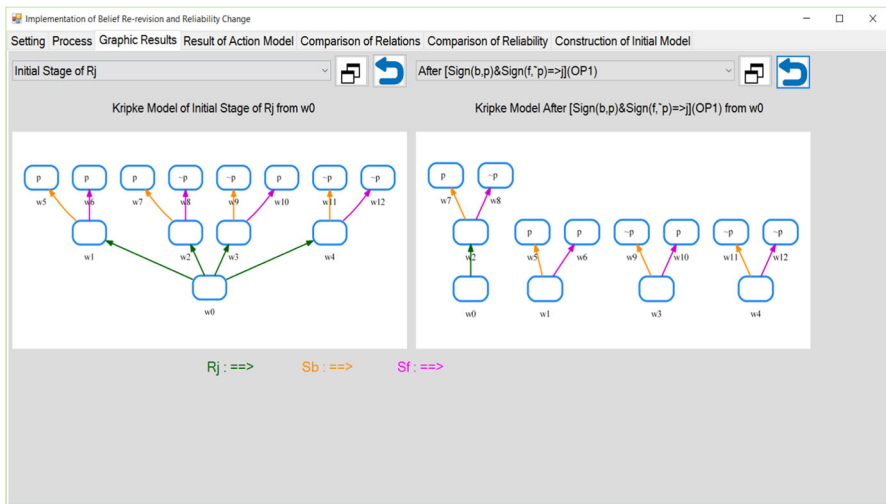 Implementation of Belief Re-revision and Reliability Change
Setting Process Graphic Results Result of Action Model Comparison of Relations Comparison of Reliability Construction of Initial Model
Initial Stage of Rj
After [Sign(b,p)&Sign(f,~p)=>j](OP1)
Kripke Model of Initial Stage of Rj from w0
Kripke Model After [Sign(b,p)&Sign(f,~p)=>j](OP1) from w0
p p p ~p ~p p ~p ~p
w5 w6 w7 w8 w9 w10 w11 w12
w1 w2 w3 w4
w0
p ~p
w7 w8
p p ~p p ~p ~p
w2 w5 w6 w9 w10 w11 w12
w0 w1 w3 w4
Rj : ==> Sb : ==> Sf : ==>